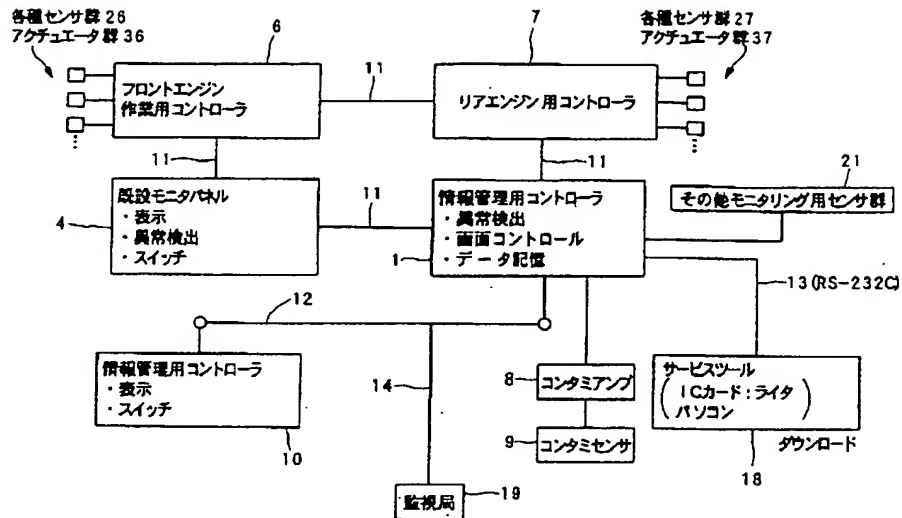 各種センサ群26
アクチュエータ群36
6
7
各種センサ群27
アクチュエータ群37
フロントエンジン
作業用コントローラ
11
リアエンジン用コントローラ
11
11
21
既設モニタパネル
・表示
・異常検出
・スイッチ
4
11
情報管理用コントローラ
・異常検出
・画面コントロール
・データ記憶
1
その他モニタリング用センサ群
13(RS-232C)
12
情報管理用コントローラ
・表示
・スイッチ
10
14
8
コンタミアンプ
9
コンタミセンサ
サービスツール
(ICカード:ライタ
パソコン)
ダウンロード
18
監視局
19